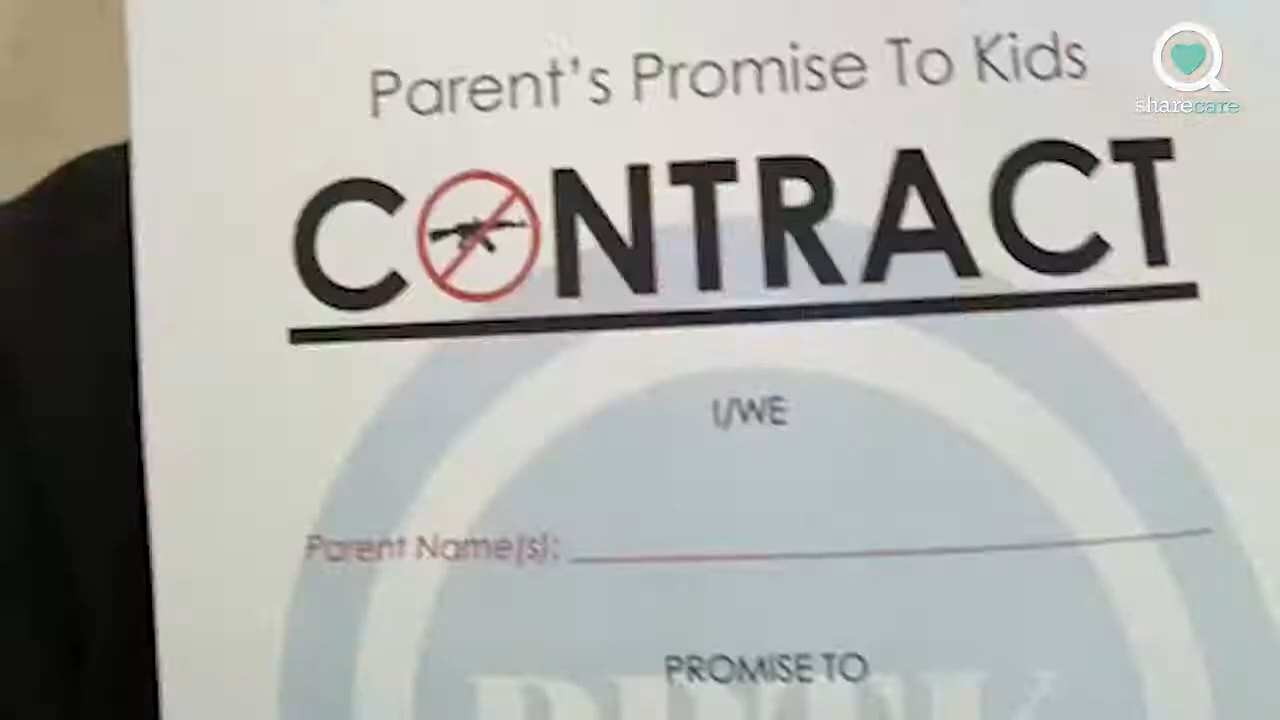 Parent's Promise To Kids
sharecare
CONTRACT
I/WE
Parent Name(s):
PROMISE TO